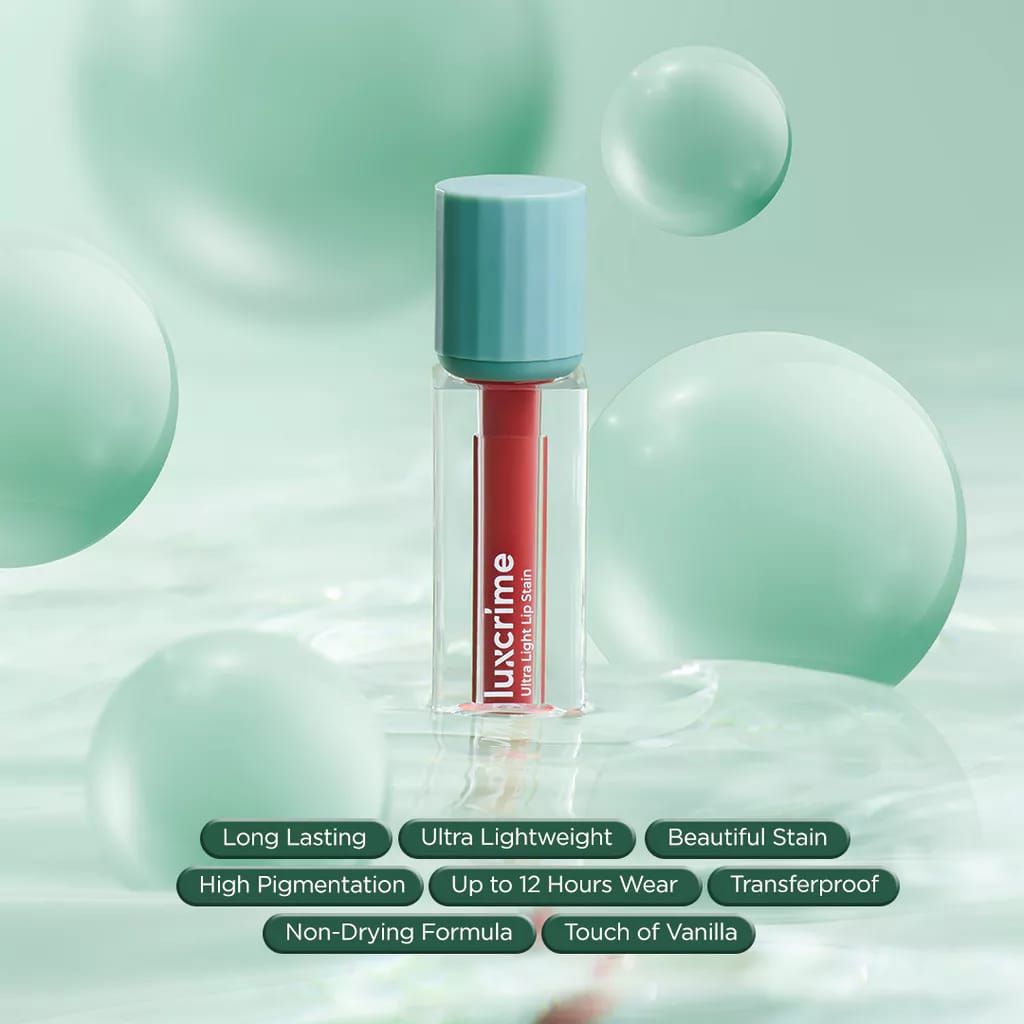 luxcrime
Ultra Light Lip Stain
Long Lasting Ultra Lightweight Beautiful Stain
High Pigmentation Up to 12 Hours Wear Transferproof
Non-Drying Formula Touch of Vanilla